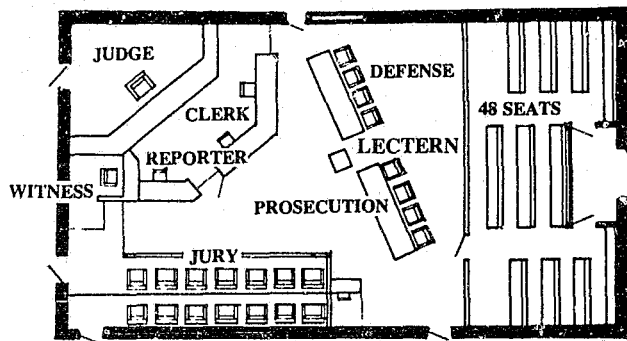 JUDGE
DEFENSE
CLERK
48 SEATS
LECTERN
REPORTER
WITNESS
PROSECUTION
JURY